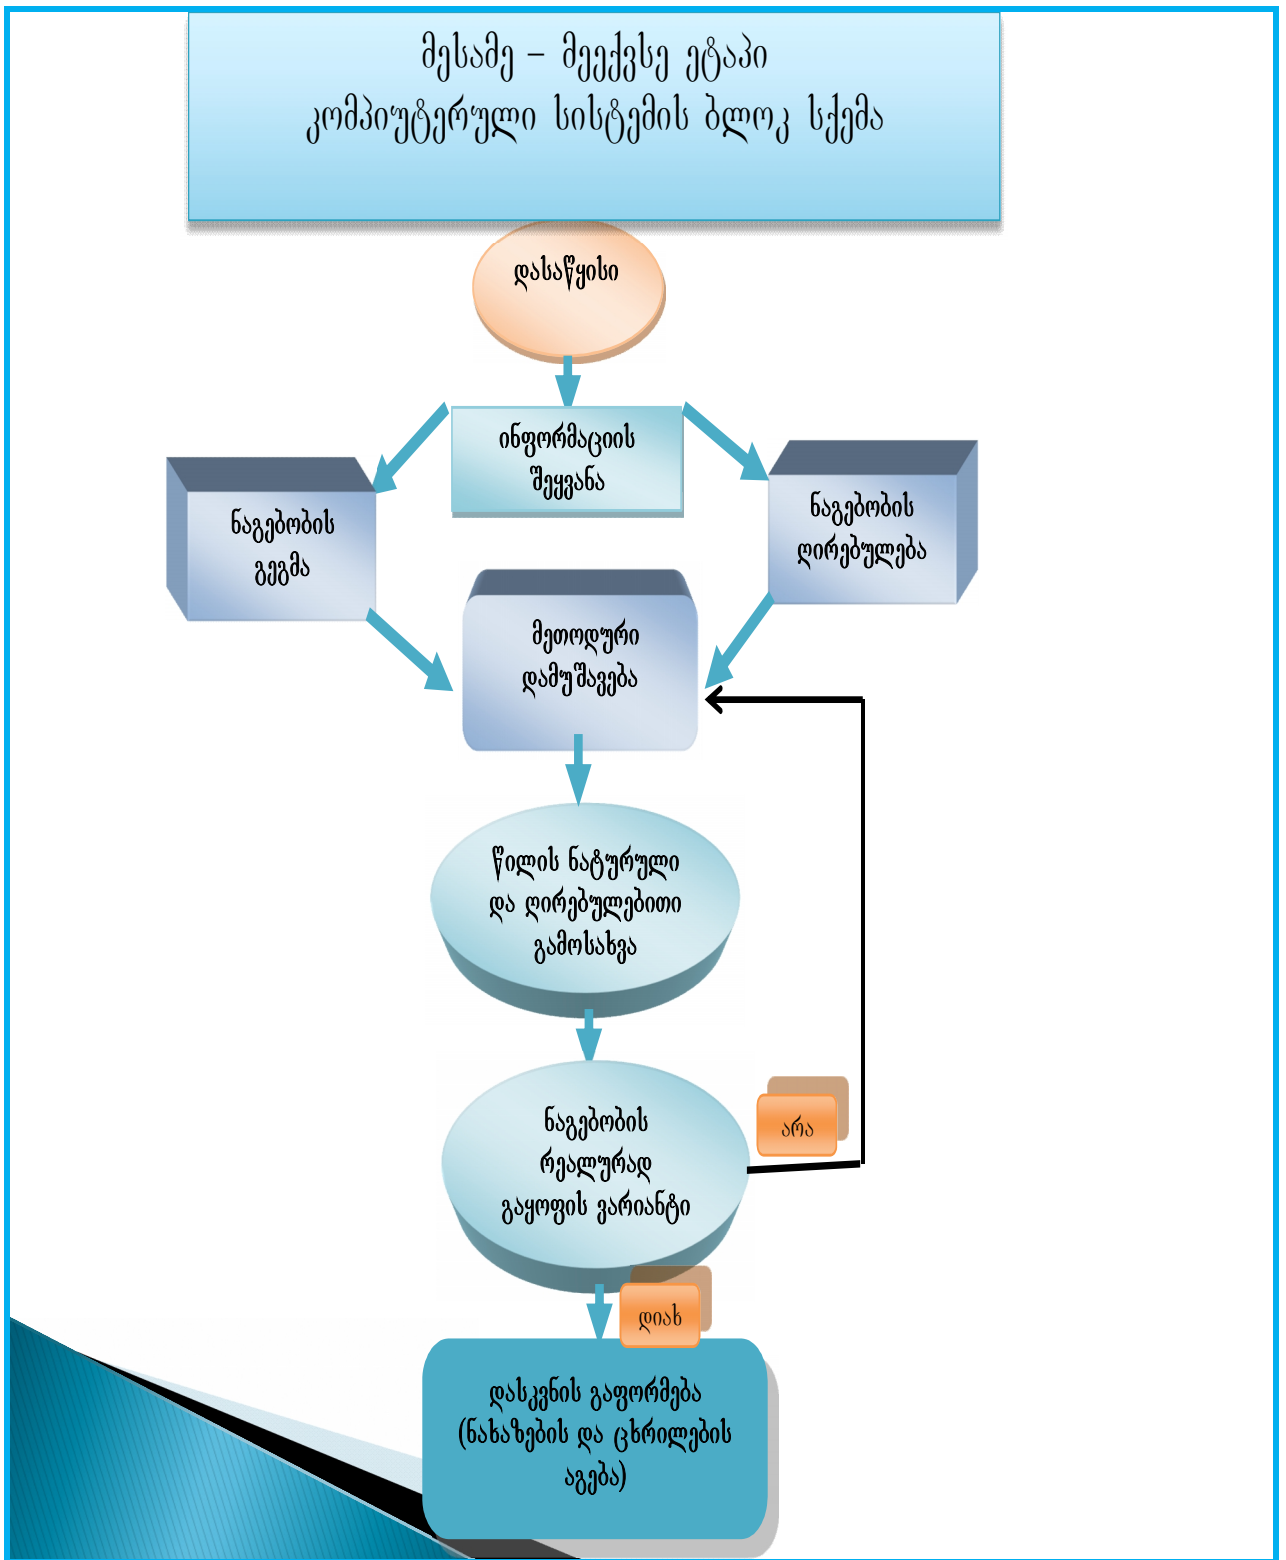 მესამე – მეექვსე ეტაპი
კომპიუტერული სისტემის ბლოკ სქემა
დასაწყისი
ინფორმაციის
შეყვანა
ნაგებობის
გეგმა
ნაგებობის
ღირებულება
მეთოდური
დამუშავება
წილის ნატურული
და ღირებულებითი
გამოსახვა
ნაგებობის
რეალურად
გაყოფის ვარიანტი
არა
დიახ
დასკვნის გაფორმება
(ნახაზების და ცხრილების
აგება)